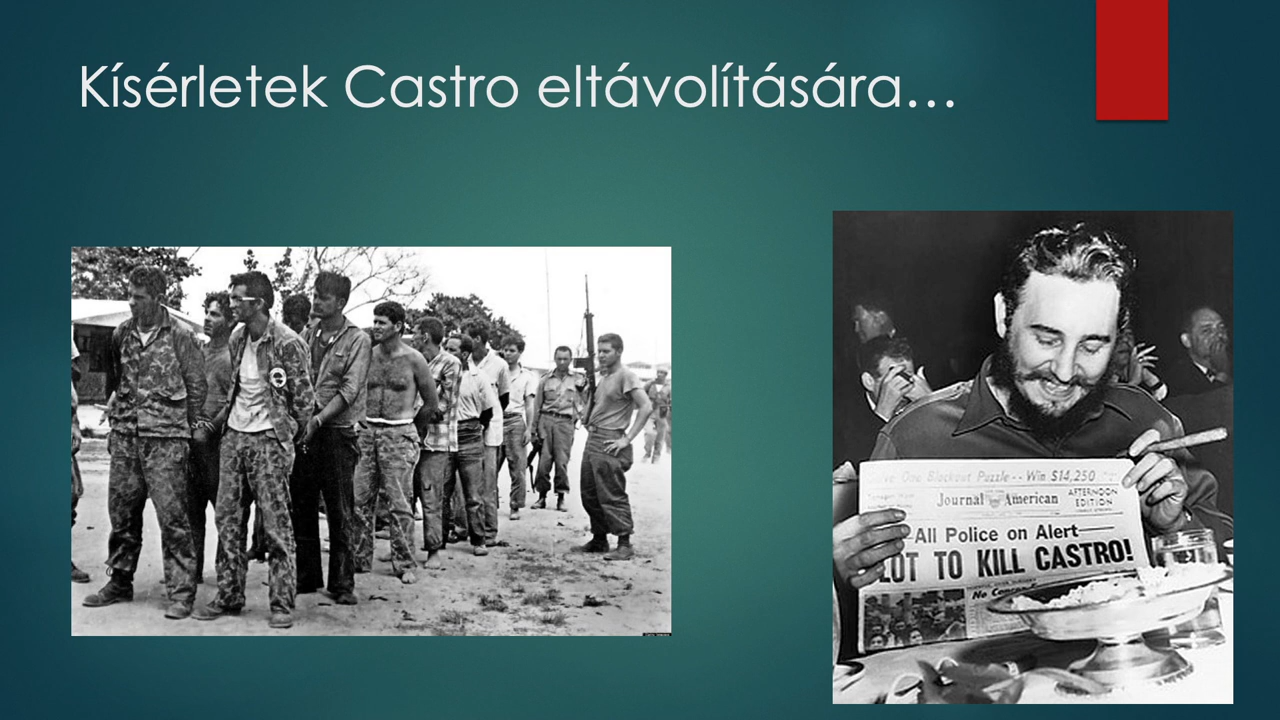 Kísérletek Castro eltávolítására…
One Blackout Puzzle -- Win $14,250
Journal American
AFTERNOON
EDITION
All Police on Alert
LOT TO KILL CASTRO!
No